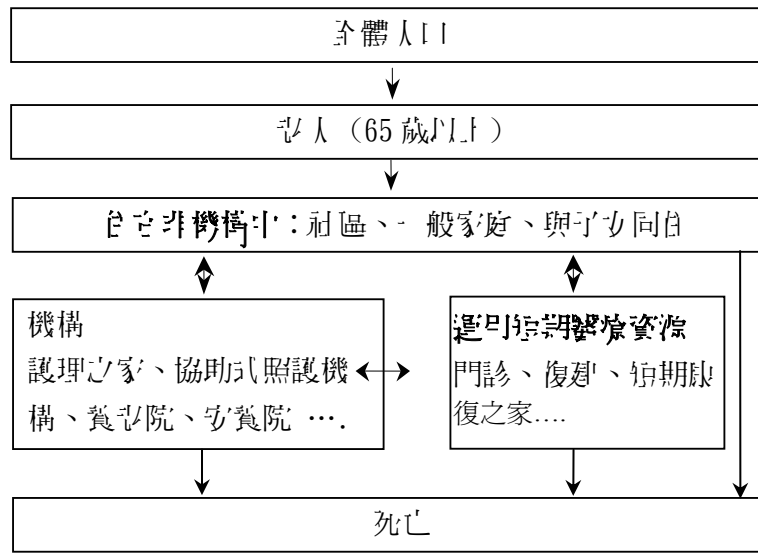 全體人口
老人（65 歲以上）
住在非機構中：社區、一般家庭、與子女同住
機構
護理之家、協助式照護機
構、養老院、安養院 ….
運用短期醫療資源
門診、復建、短期康
復之家….
死亡